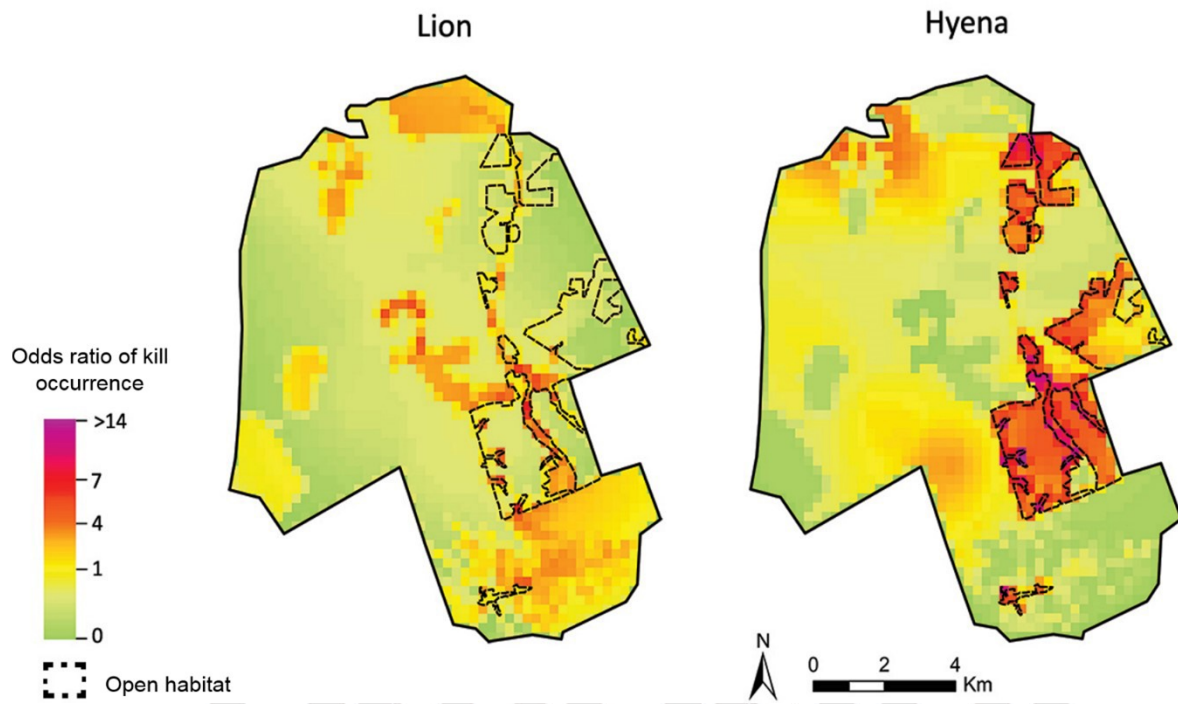 Lion
Hyena
Odds ratio of kill
occurrence
>14
7
4
1
0
Open habitat
N
0 2 4
Km